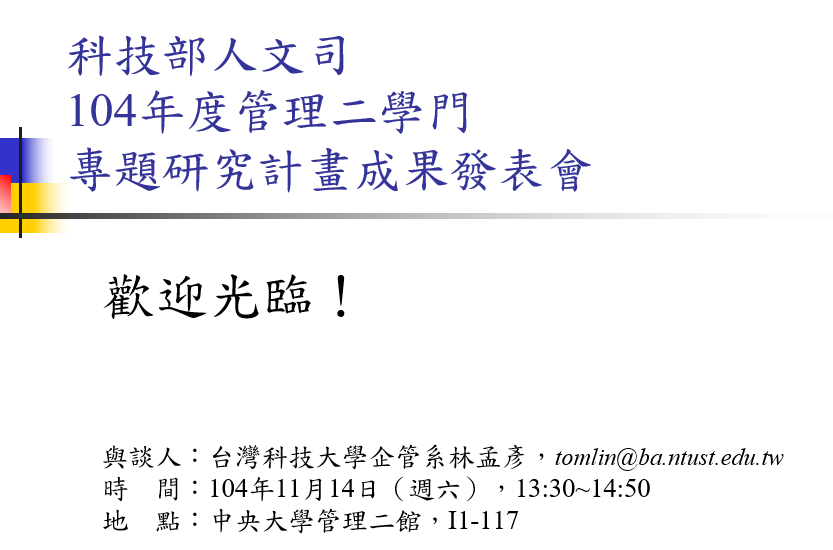 科技部人文司
104年度管理二學門
專題研究計畫成果發表會
歡迎光臨！
與談人：台灣科技大學企管系林孟彥，tomlin@ba.ntust.edu.tw
時　間：104年11月14日（週六），13:30~14:50
地　點：中央大學管理二館，I1-117